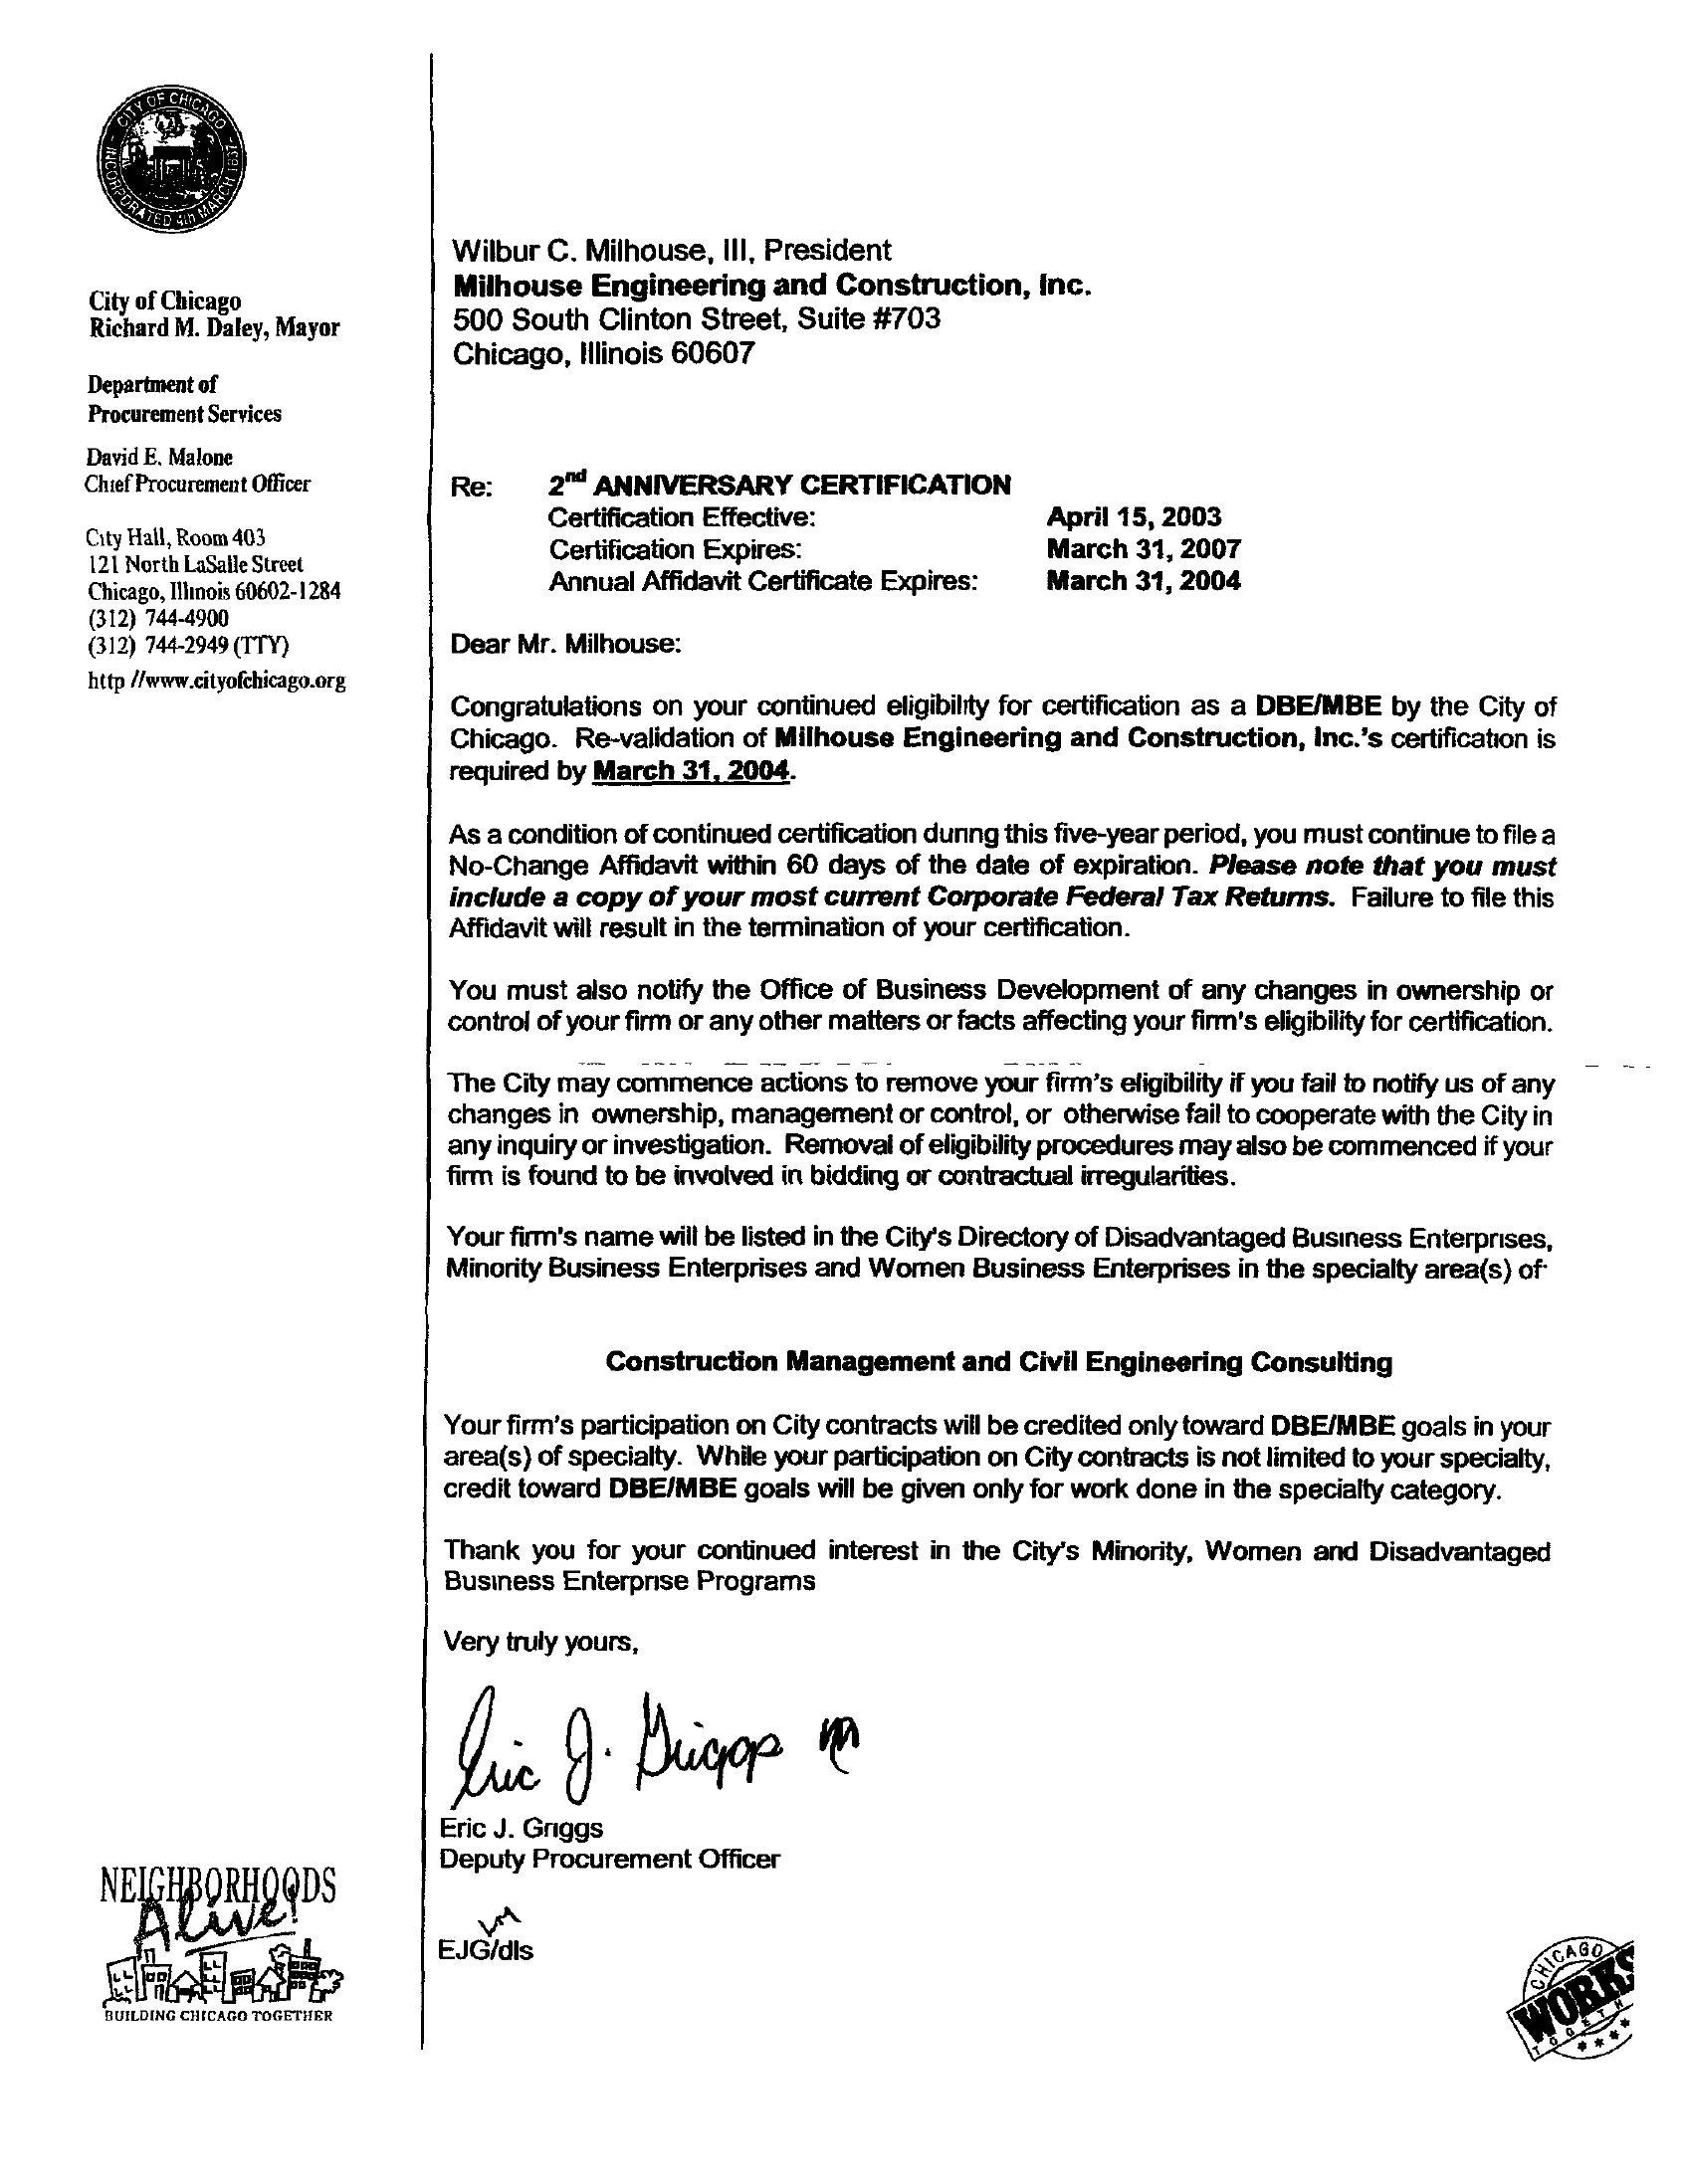 CITY OF CHICAGO
INCORPORATED 4th MARCH 1837
City of Chicago
Richard M. Daley, Mayor
Department of
Procurement Services
David E. Malone
Chief Procurement Officer
City Hall, Room 403
121 North LaSalle Street
Chicago, Illinois 60602-1284
(312) 744-4900
(312) 744-2949 (TTY)
http //www.cityofchicago.org
Wilbur C. Milhouse, III, President
Milhouse Engineering and Construction, Inc.
500 South Clinton Street, Suite #703
Chicago, Illinois 60607
Re: 2nd ANNIVERSARY CERTIFICATION
Certification Effective: April 15, 2003
Certification Expires: March 31, 2007
Annual Affidavit Certificate Expires: March 31, 2004
Dear Mr. Milhouse:
Congratulations on your continued eligibility for certification as a DBE/MBE by the City of
Chicago. Re-validation of Milhouse Engineering and Construction, Inc.'s certification is
required by March 31, 2004.
As a condition of continued certification during this five-year period, you must continue to file a
No-Change Affidavit within 60 days of the date of expiration. Please note that you must
include a copy of your most current Corporate Federal Tax Returns. Failure to file this
Affidavit will result in the termination of your certification.
You must also notify the Office of Business Development of any changes in ownership or
control of your firm or any other matters or facts affecting your firm's eligibility for certification.
The City may commence actions to remove your firm's eligibility if you fail to notify us of any
changes in ownership, management or control, or otherwise fail to cooperate with the City in
any inquiry or investigation. Removal of eligibility procedures may also be commenced if your
firm is found to be involved in bidding or contractual irregularities.
Your firm's name will be listed in the City's Directory of Disadvantaged Business Enterprises,
Minority Business Enterprises and Women Business Enterprises in the specialty area(s) of
Construction Management and Civil Engineering Consulting
Your firm's participation on City contracts will be credited only toward DBE/MBE goals in your
area(s) of specialty. While your participation on City contracts is not limited to your specialty,
credit toward DBE/MBE goals will be given only for work done in the specialty category.
Thank you for your continued interest in the City's Minority, Women and Disadvantaged
Business Enterprise Programs
Very truly yours,
Eric J. Griggs
Eric J. Griggs
Deputy Procurement Officer
EJG/dls
NEIGHBORHOODS
Alive!
BUILDING CHICAGO TOGETHER
CHICAGO
WORKS
TOGETH